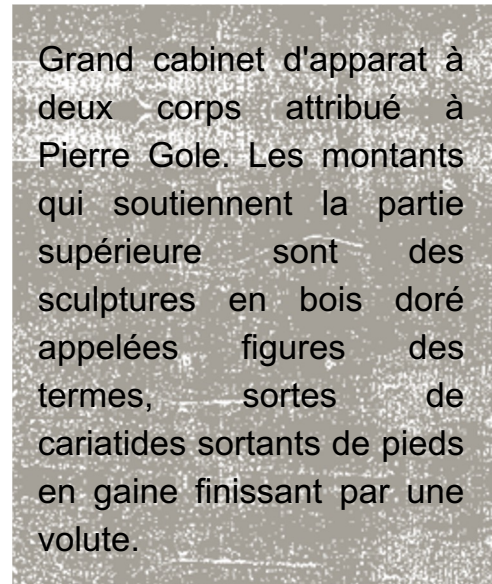 Grand cabinet d'apparat à
deux corps attribué à
Pierre Gole. Les montants
qui soutiennent la partie
supérieure sont des
sculptures en bois doré
appelées figures des
termes, sortes de
cariatides sortants de pieds
en gaine finissant par une
volute.